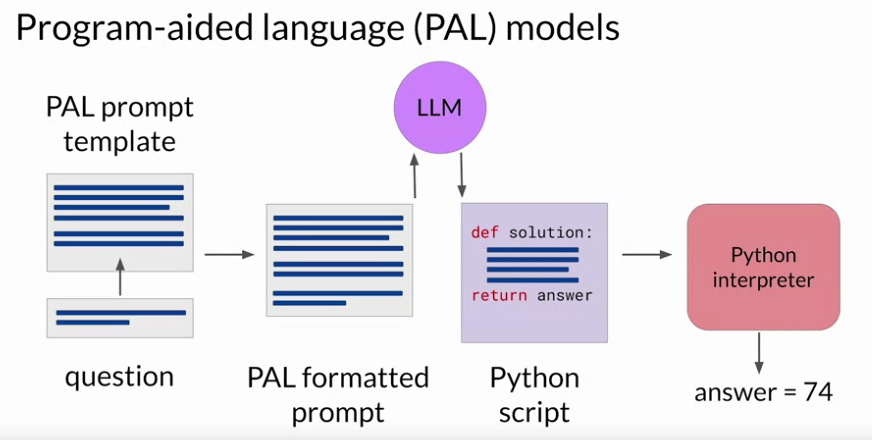 Program-aided language (PAL) models
PAL prompt
template
question
PAL formatted
prompt
LLM
def solution:
return answer
Python
script
Python
interpreter
answer = 74